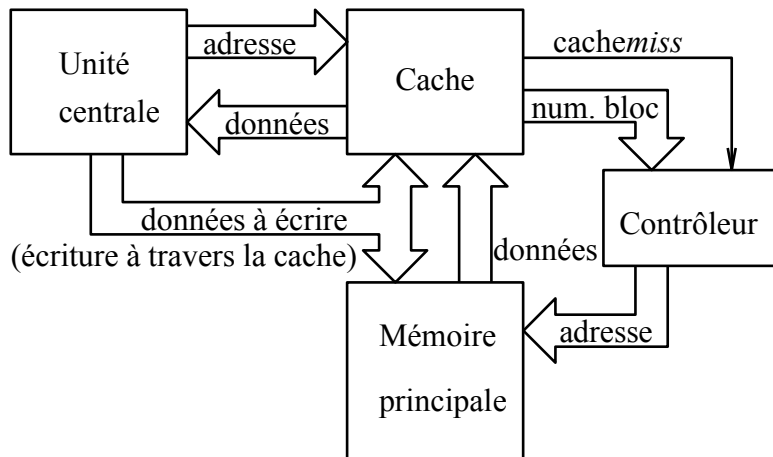 Unité
centrale
adresse
données
Cache
cachemiss
num. bloc
Contrôleur
données à écrire
(écriture à travers la cache)
données
adresse
Mémoire
principale